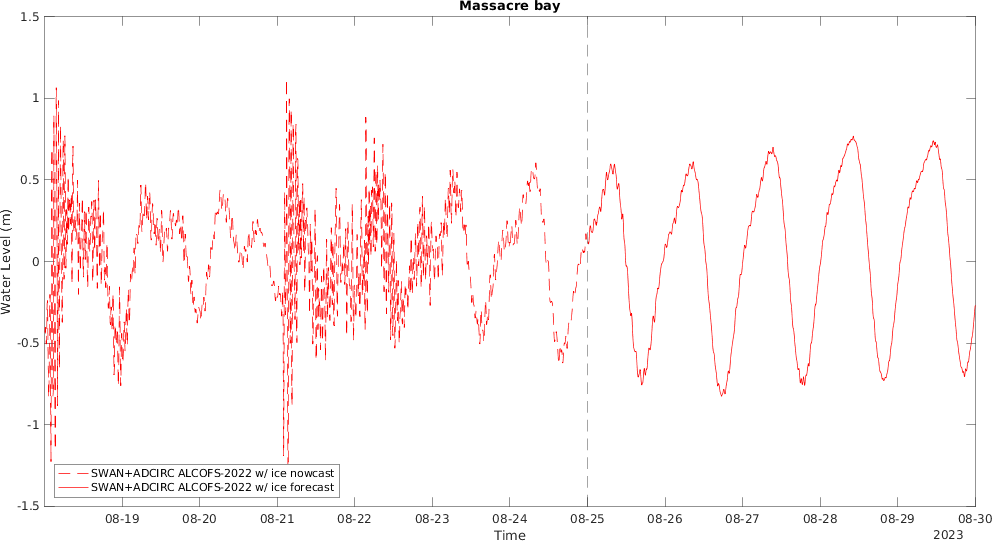 Massacre bay
Water Level (m)
1.5
1
0.5
0
-0.5
-1
-1.5
SWAN+ADCIRC ALCOFS-2022 w/ ice nowcast
SWAN+ADCIRC ALCOFS-2022 w/ ice forecast
08-19 08-20 08-21 08-22 08-23 08-24 08-25 08-26 08-27 08-28 08-29 08-30
Time
2023